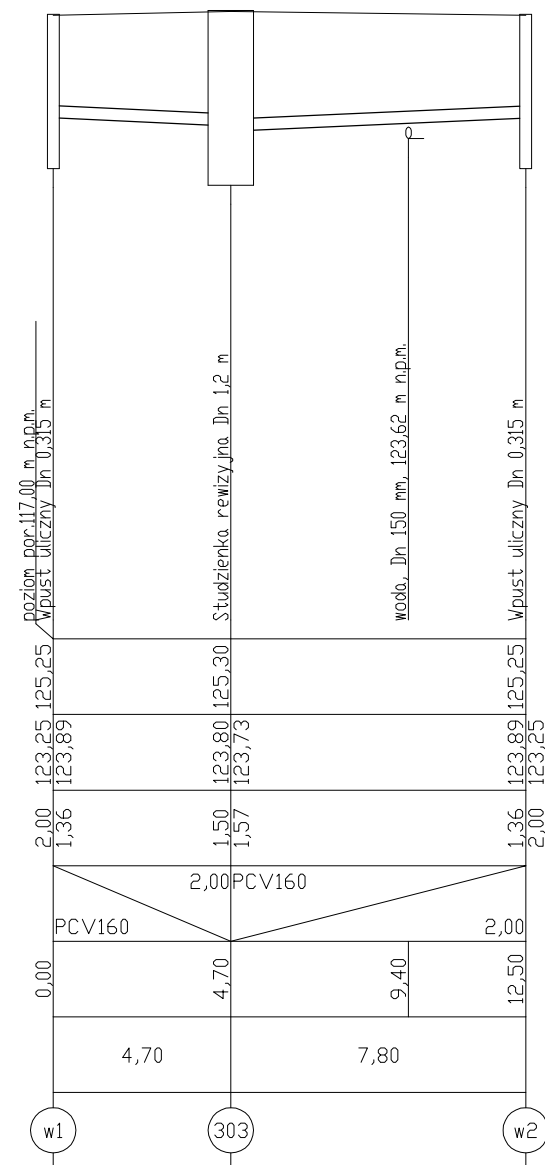 poziom por.117,00 m n.p.m.
Wpust uliczny Dn 0,315 m
Studzienka rewizyjna Dn 1,2 m
woda, Dn 150 mm, 123,62 m n.p.m.
Wpust uliczny Dn 0,315 m
125,25
125,30
125,25
123,25
123,89
123,80
123,73
123,89
123,25
2,00
1,36
1,50
1,57
1,36
2,00
2,00
PCV160
PCV160
2,00
0,00
4,70
9,40
12,50
4,70
7,80
w1
303
w2